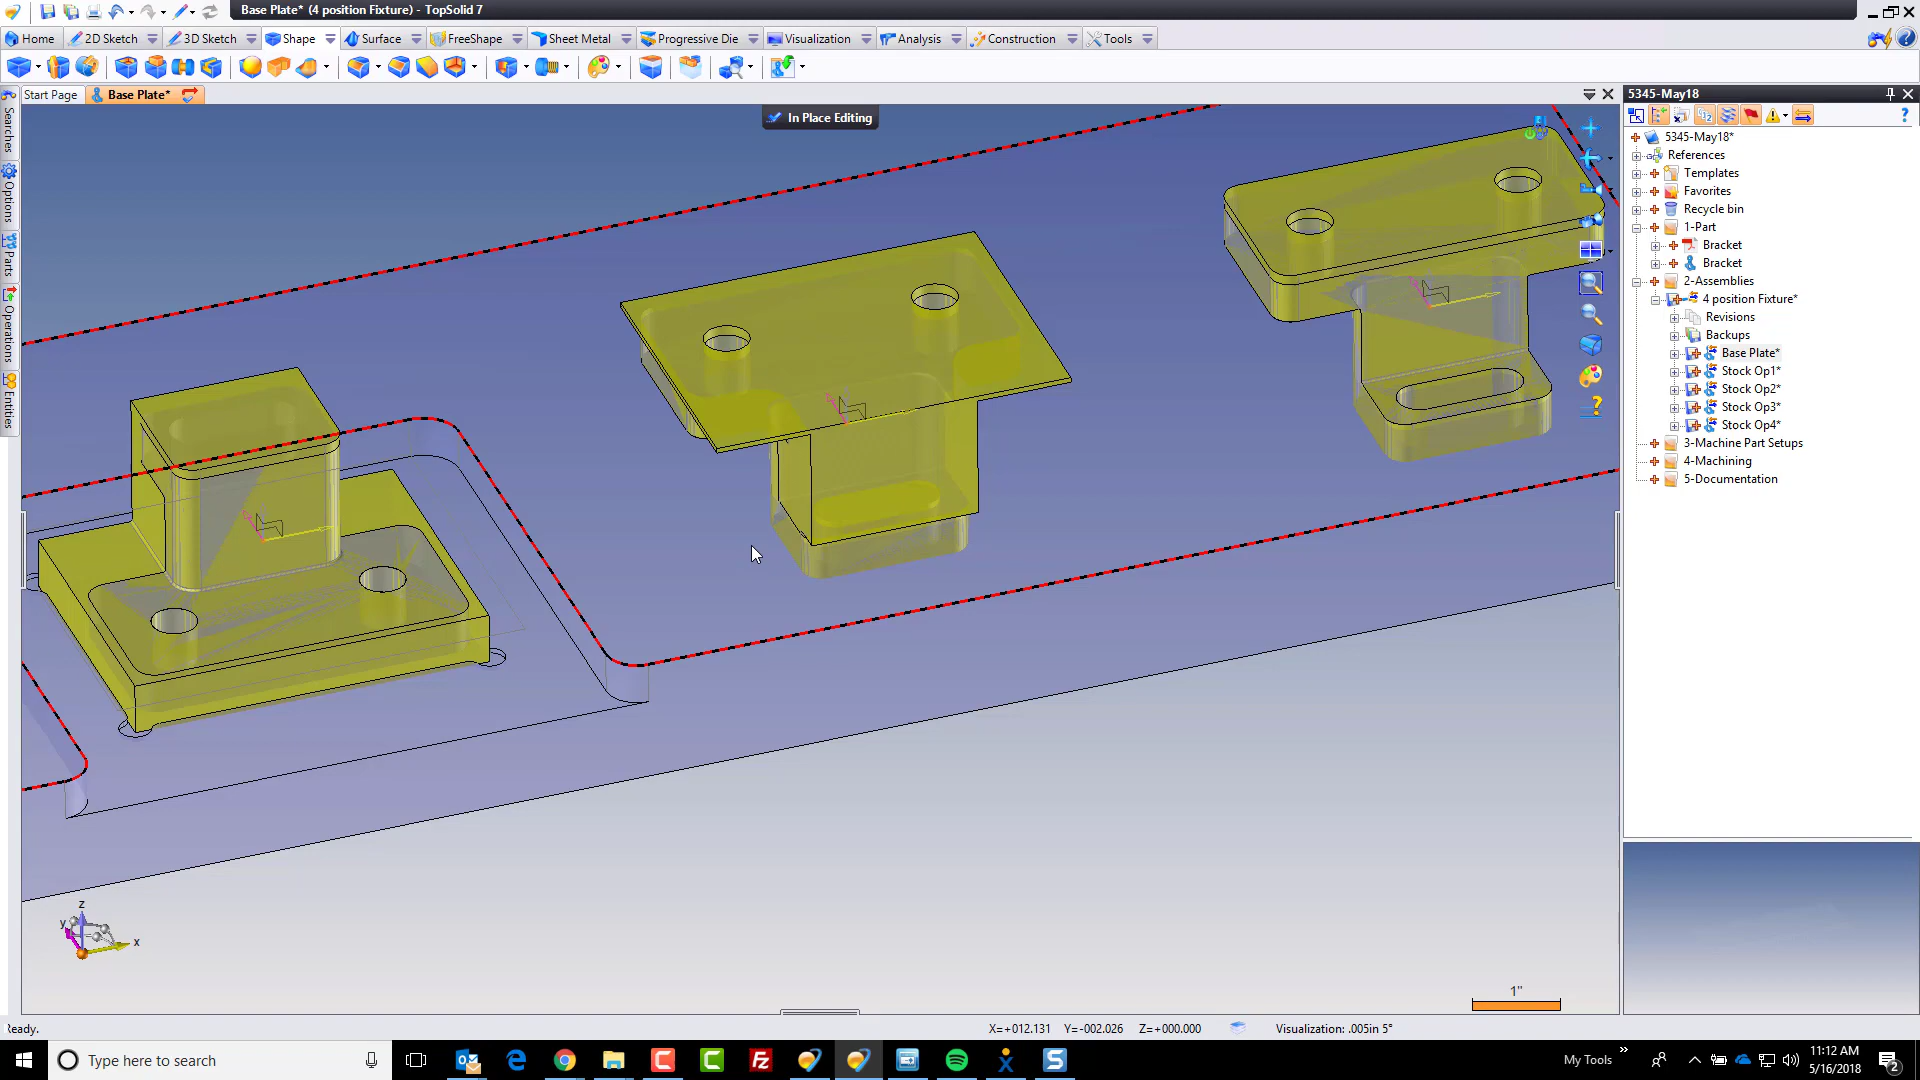 Base Plate* (4 position Fixture) - TopSolid 7
Home 2D Sketch 3D Sketch Shape Surface FreeShape Sheet Metal Progressive Die Visualization Analysis Construction Tools
Start Page Base Plate*
In Place Editing
Searches
Options
Parts
Operations
Entities
5345-May18
5345-May18*
References
Templates
Favorites
Recycle bin
1-Part
Bracket
Bracket
2-Assemblies
4 position Fixture*
Revisions
Backups
Base Plate*
Stock Op1*
Stock Op2*
Stock Op3*
Stock Op4*
3-Machine Part Setups
4-Machining
5-Documentation
z
y
x
1"
Ready.
X=+012.131 Y=-002.026 Z=+000.000 Visualization: .005in 5°
Type here to search
My Tools
11:12 AM
5/16/2018
2